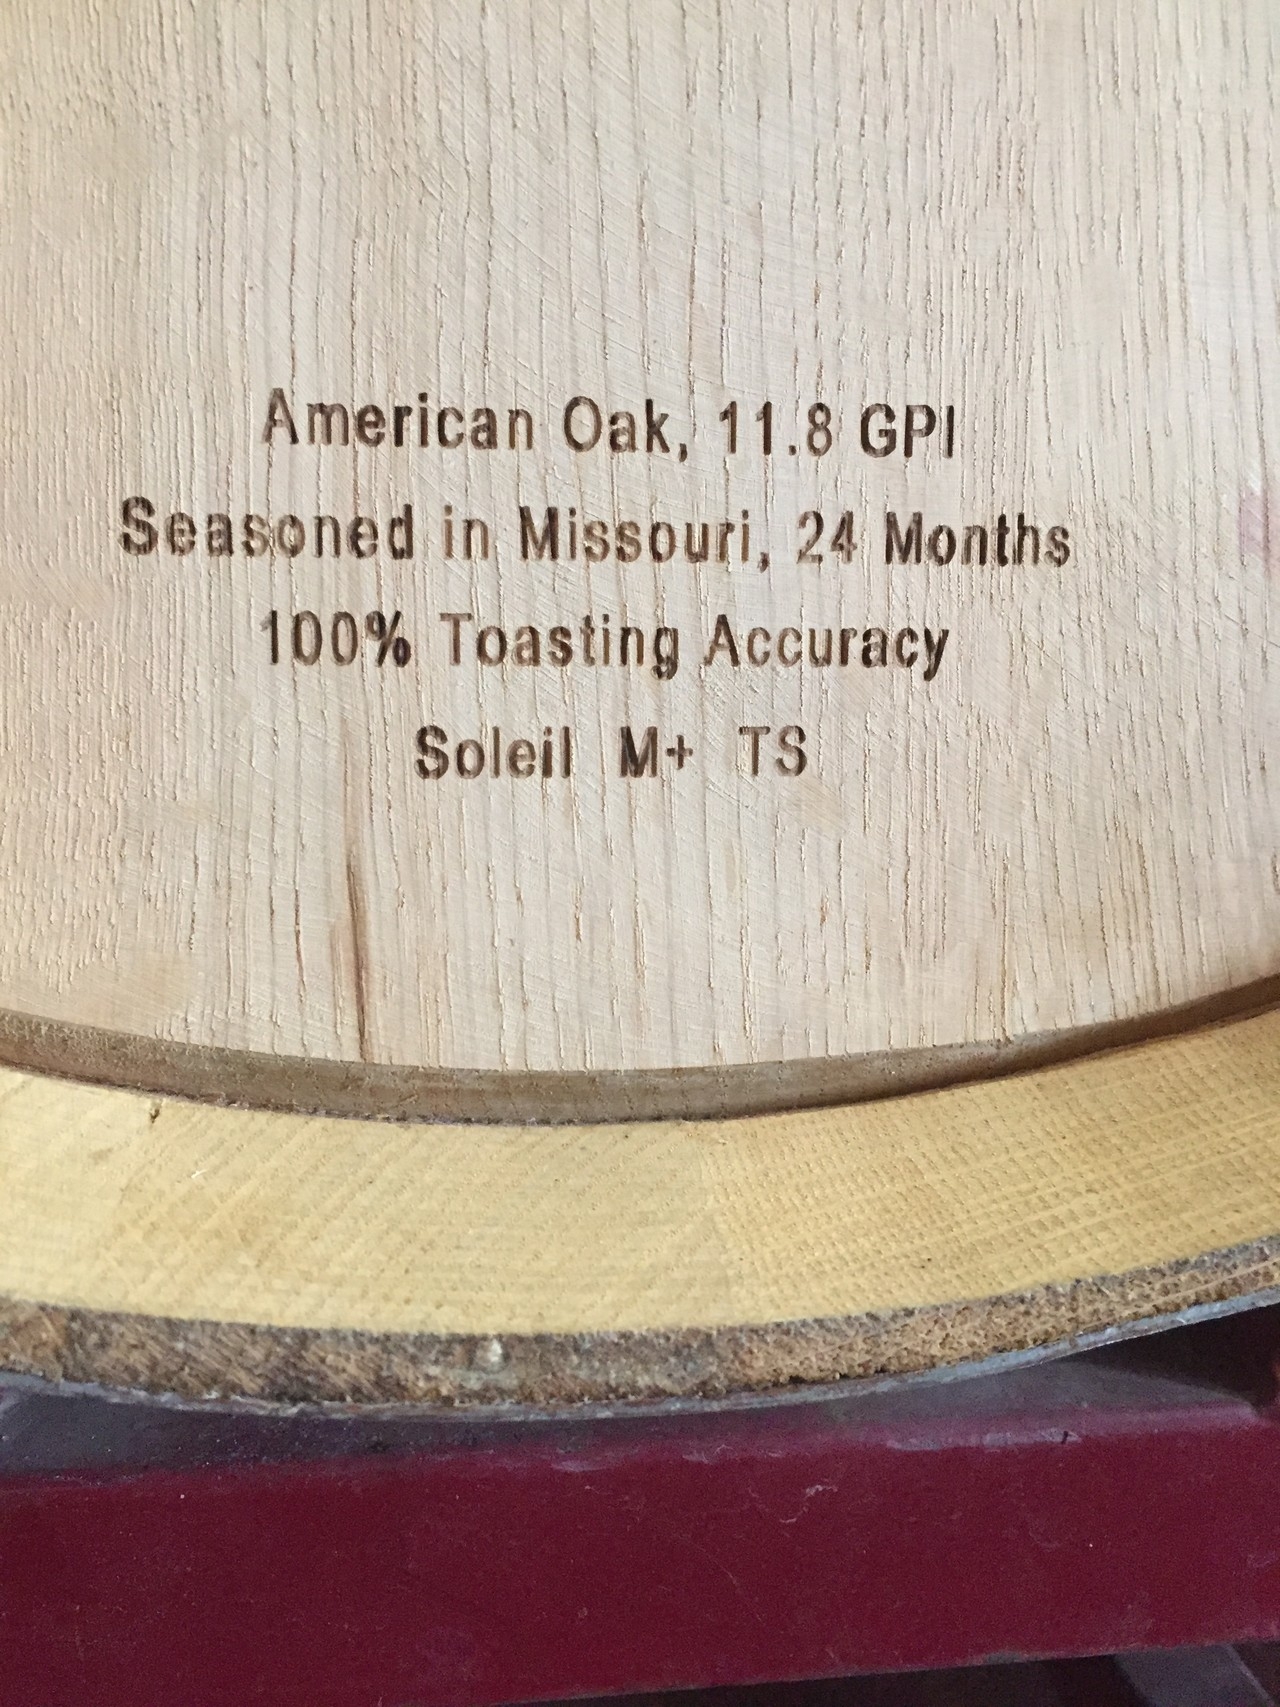 American Oak, 11.8 GPI
Seasoned in Missouri, 24 Months
100% Toasting Accuracy
Soleil M+ TS